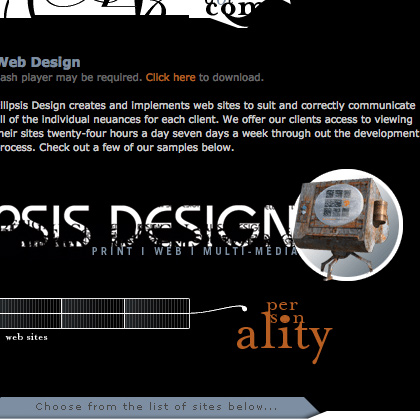 com
Web Design
ash player may be required. Click here to download.
llipsis Design creates and implements web sites to suit and correctly communicate
ll of the individual neuances for each client. We offer our clients access to viewing
heir sites twenty-four hours a day seven days a week through out the development
rocess. Check out a few of our samples below.
PSIS DESIGN
PRINT I WEB I MULTI-MEDIA
per
son
ality
web sites
Choose from the list of sites below...